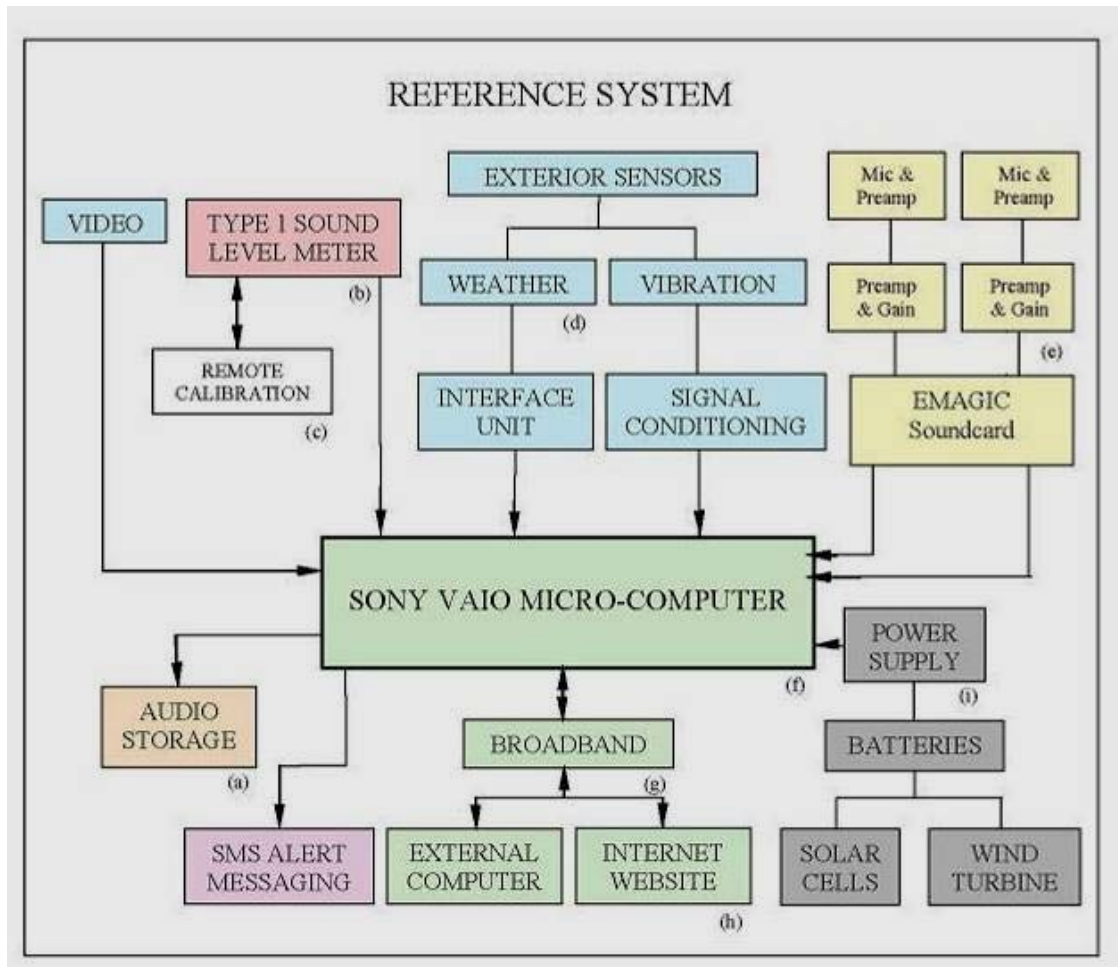 REFERENCE SYSTEM
EXTERIOR SENSORS
Mic &
Preamp
Mic &
Preamp
VIDEO
TYPE 1 SOUND
LEVEL METER
(b)
WEATHER
(d)
VIBRATION
Preamp
& Gain
Preamp
& Gain
(e)
REMOTE
CALIBRATION
(c)
INTERFACE
UNIT
SIGNAL
CONDITIONING
EMAGIC
Soundcard
SONY VAIO MICRO-COMPUTER
(f)
POWER
SUPPLY
(i)
AUDIO
STORAGE
(a)
BROADBAND
(g)
BATTERIES
SMS ALERT
MESSAGING
EXTERNAL
COMPUTER
INTERNET
WEBSITE
(h)
SOLAR
CELLS
WIND
TURBINE